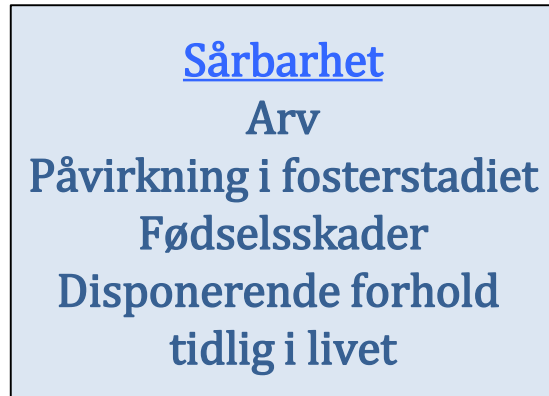 Sårbarhet
Arv
Påvirkning i fosterstadiet
Fødselsskader
Disponerende forhold
tidlig i livet